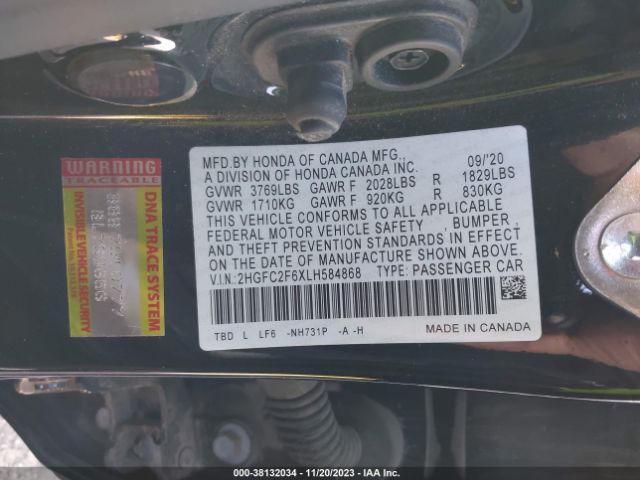 MFD.BY HONDA OF CANADA MFG., 09/'20
A DIVISION OF HONDA CANADA INC.
GVWR 3769LBS GAWR F 2028LBS R 1829LBS
GVWR 1710KG GAWR F 920KG R 830KG
THIS VEHICLE CONFORMS TO ALL APPLICABLE
FEDERAL MOTOR VEHICLE SAFETY , BUMPER ,
AND THEFT PREVENTION STANDARDS IN EFFECT
ON THE DATE OF MANUFACTURE SHOWN ABOVE.
V.I.N.:2HGFC2F6XLH584868 TYPE: PASSENGER CAR
TBD L LF6 -NH731P -A -H MADE IN CANADA
WARNING
TRACEABLE
DNA TRACE SYSTEM
INVISIBLE VEHICLE SECURITY
000-38132034 - 11/20/2023 - IAA Inc.